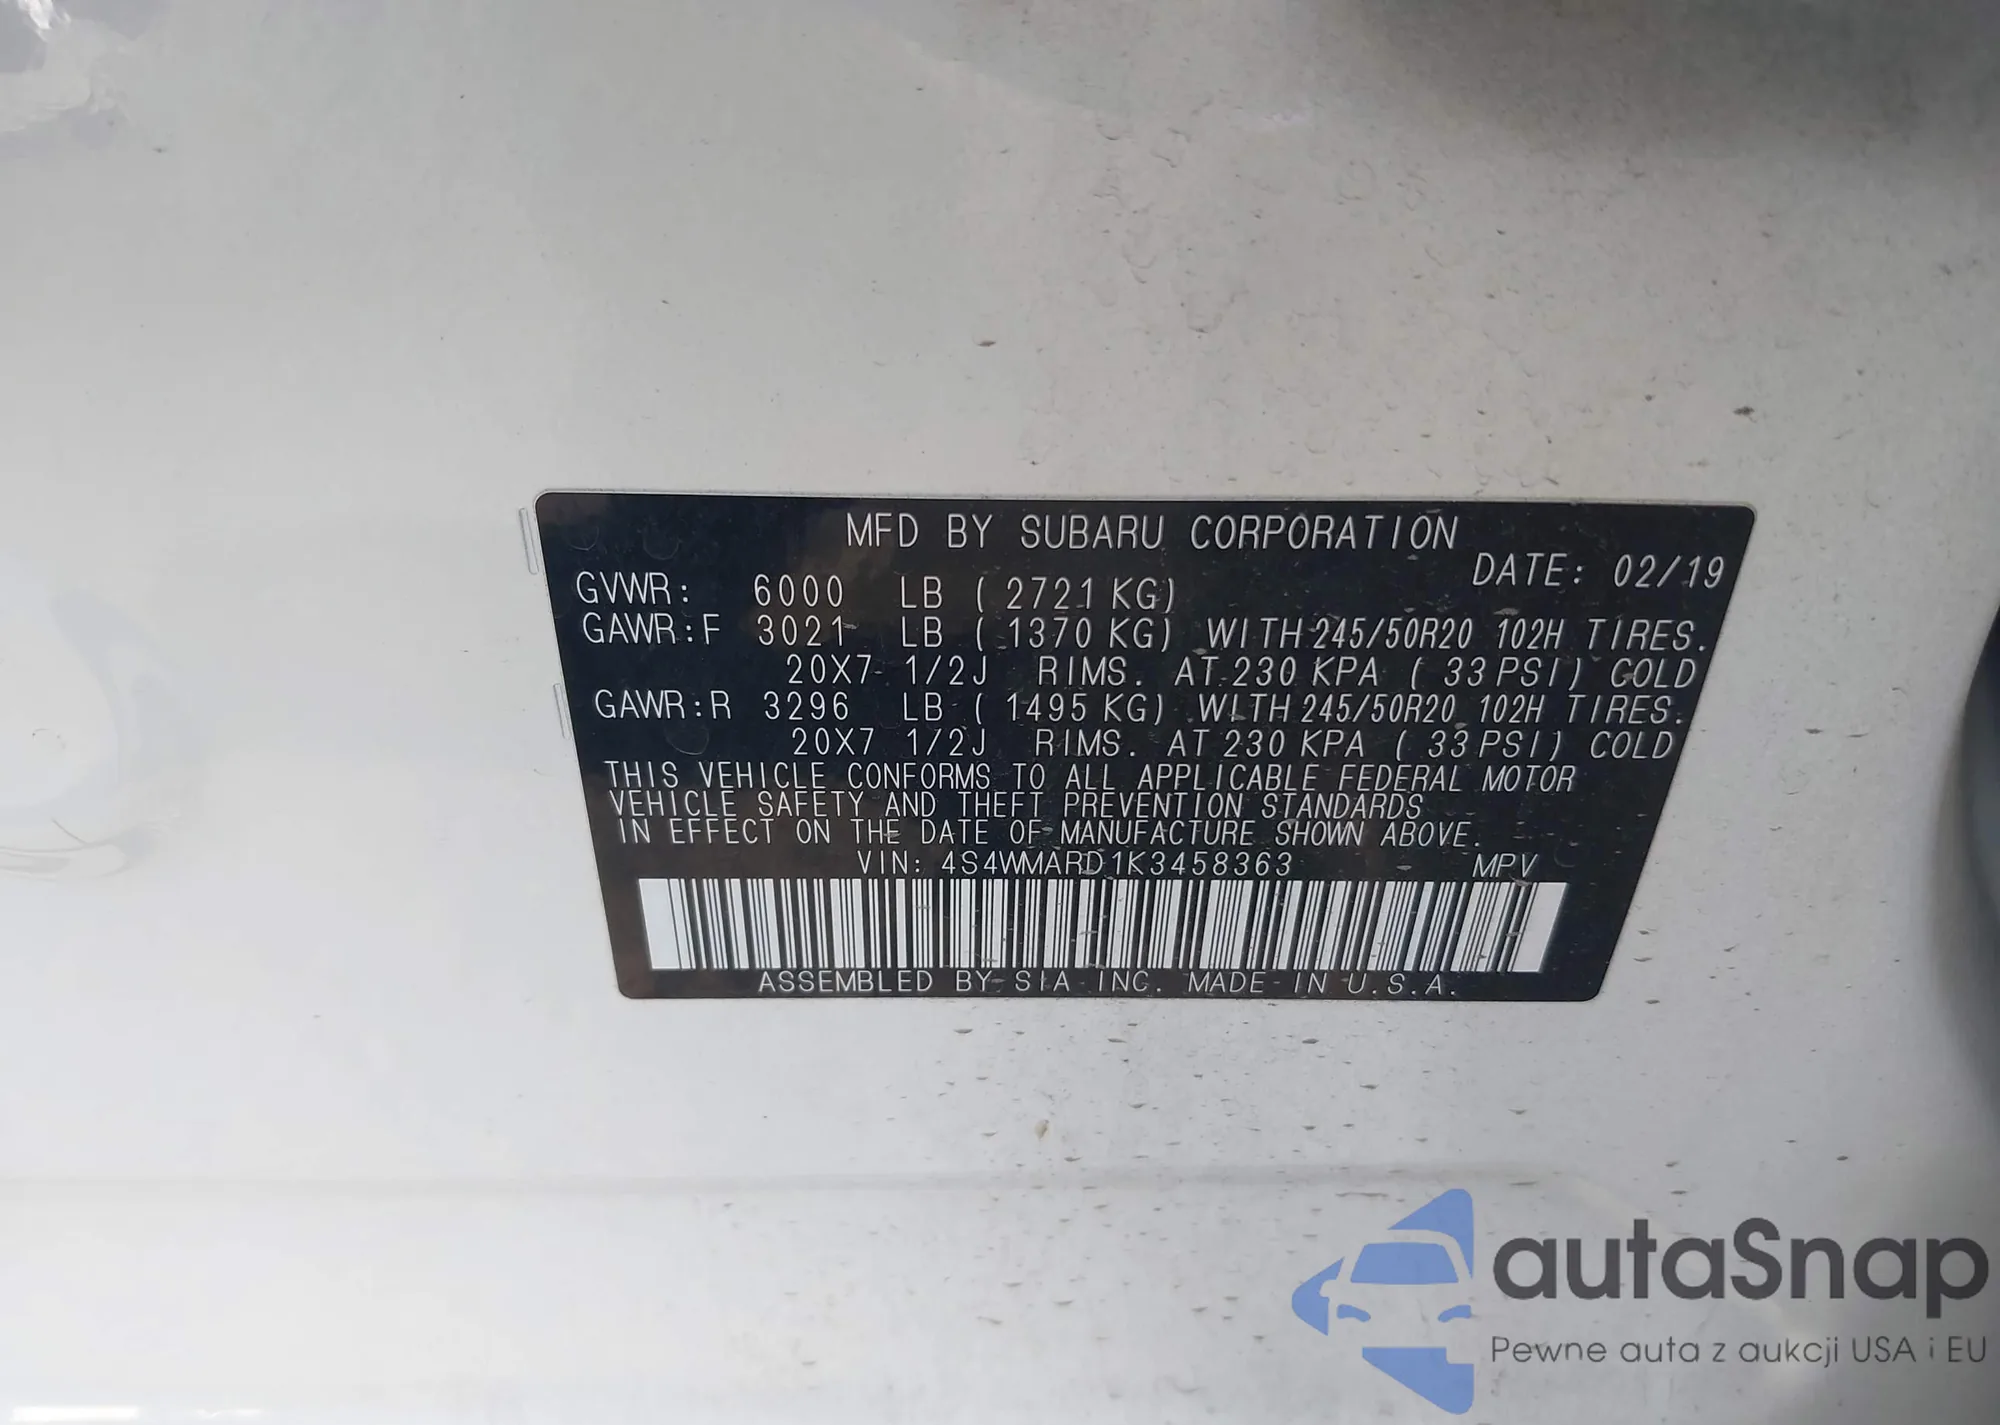 MFD BY SUBARU CORPORATION
DATE: 02/19
GVWR: 6000 LB ( 2721 KG)
GAWR:F 3021 LB ( 1370 KG) WITH 245/50R20 102H TIRES.
20X7 1/2J RIMS. AT 230 KPA ( 33 PSI) COLD
GAWR:R 3296 LB ( 1495 KG) WITH 245/50R20 102H TIRES.
20X7 1/2J RIMS. AT 230 KPA ( 33 PSI) COLD
THIS VEHICLE CONFORMS TO ALL APPLICABLE FEDERAL MOTOR
VEHICLE SAFETY AND THEFT PREVENTION STANDARDS
IN EFFECT ON THE DATE OF MANUFACTURE SHOWN ABOVE.
VIN: 4S4WMARD1K3458363 MPV
ASSEMBLED BY SIA INC. MADE IN U.S.A.
autaSnap
Pewne auta z aukcji USA i EU